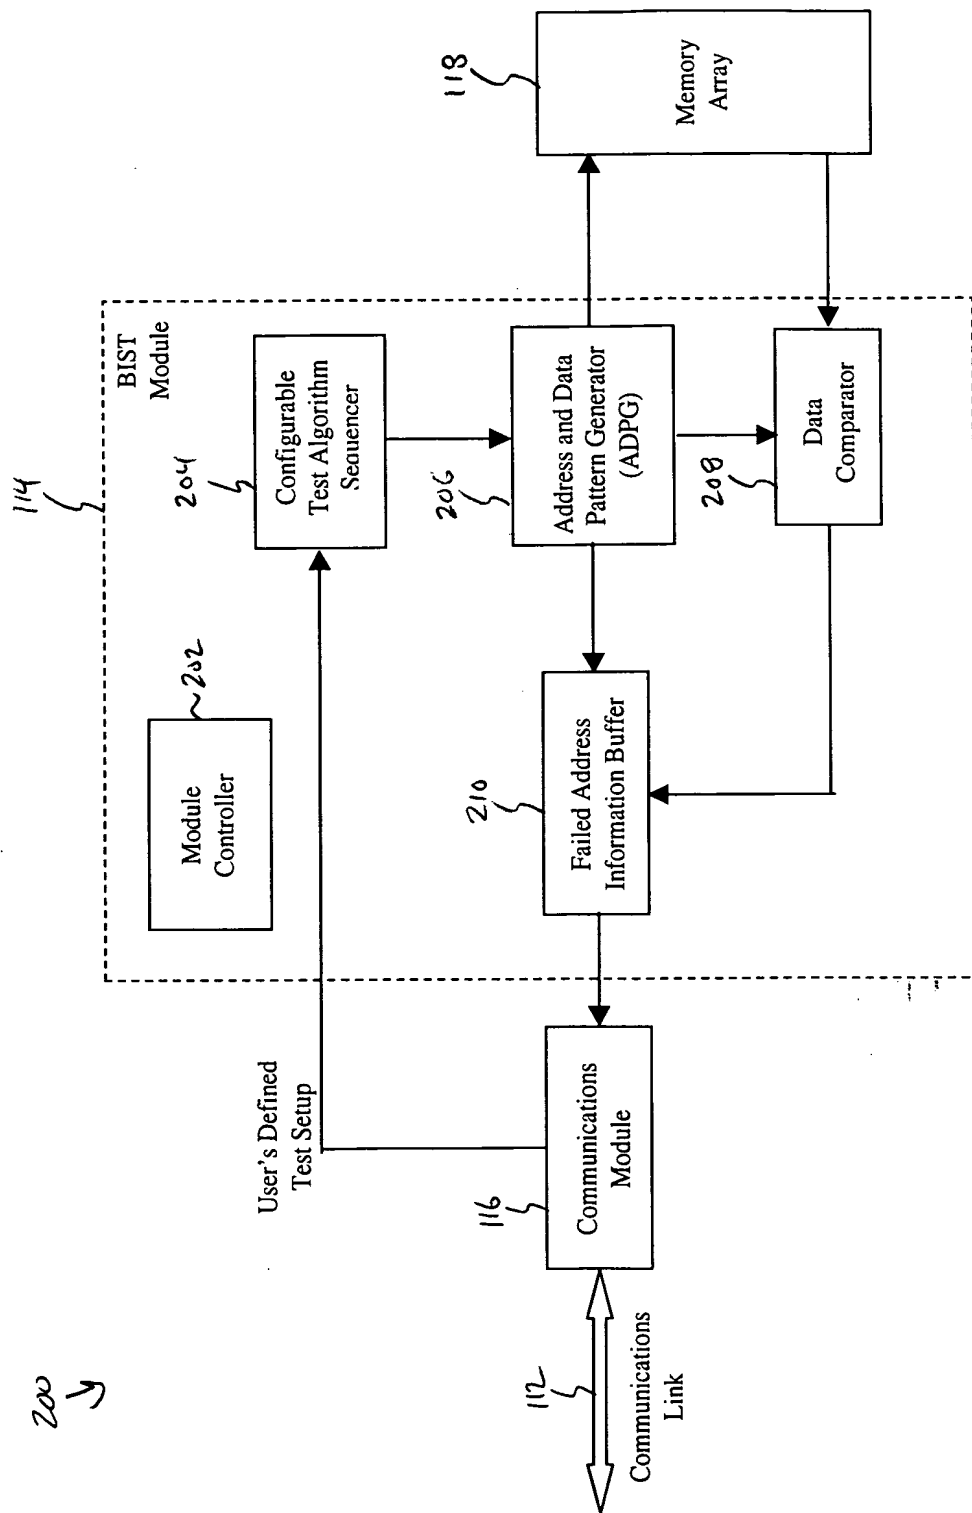 200
114
BIST
Module
Module
Controller
202
204
Configurable
Test Algorithm
Sequencer
118
Memory
Array
User's Defined
Test Setup
206
Address and Data
Pattern Generator
(ADPG)
210
Failed Address
Information Buffer
116
Communications
Module
112
Communications
Link
208
Data
Comparator